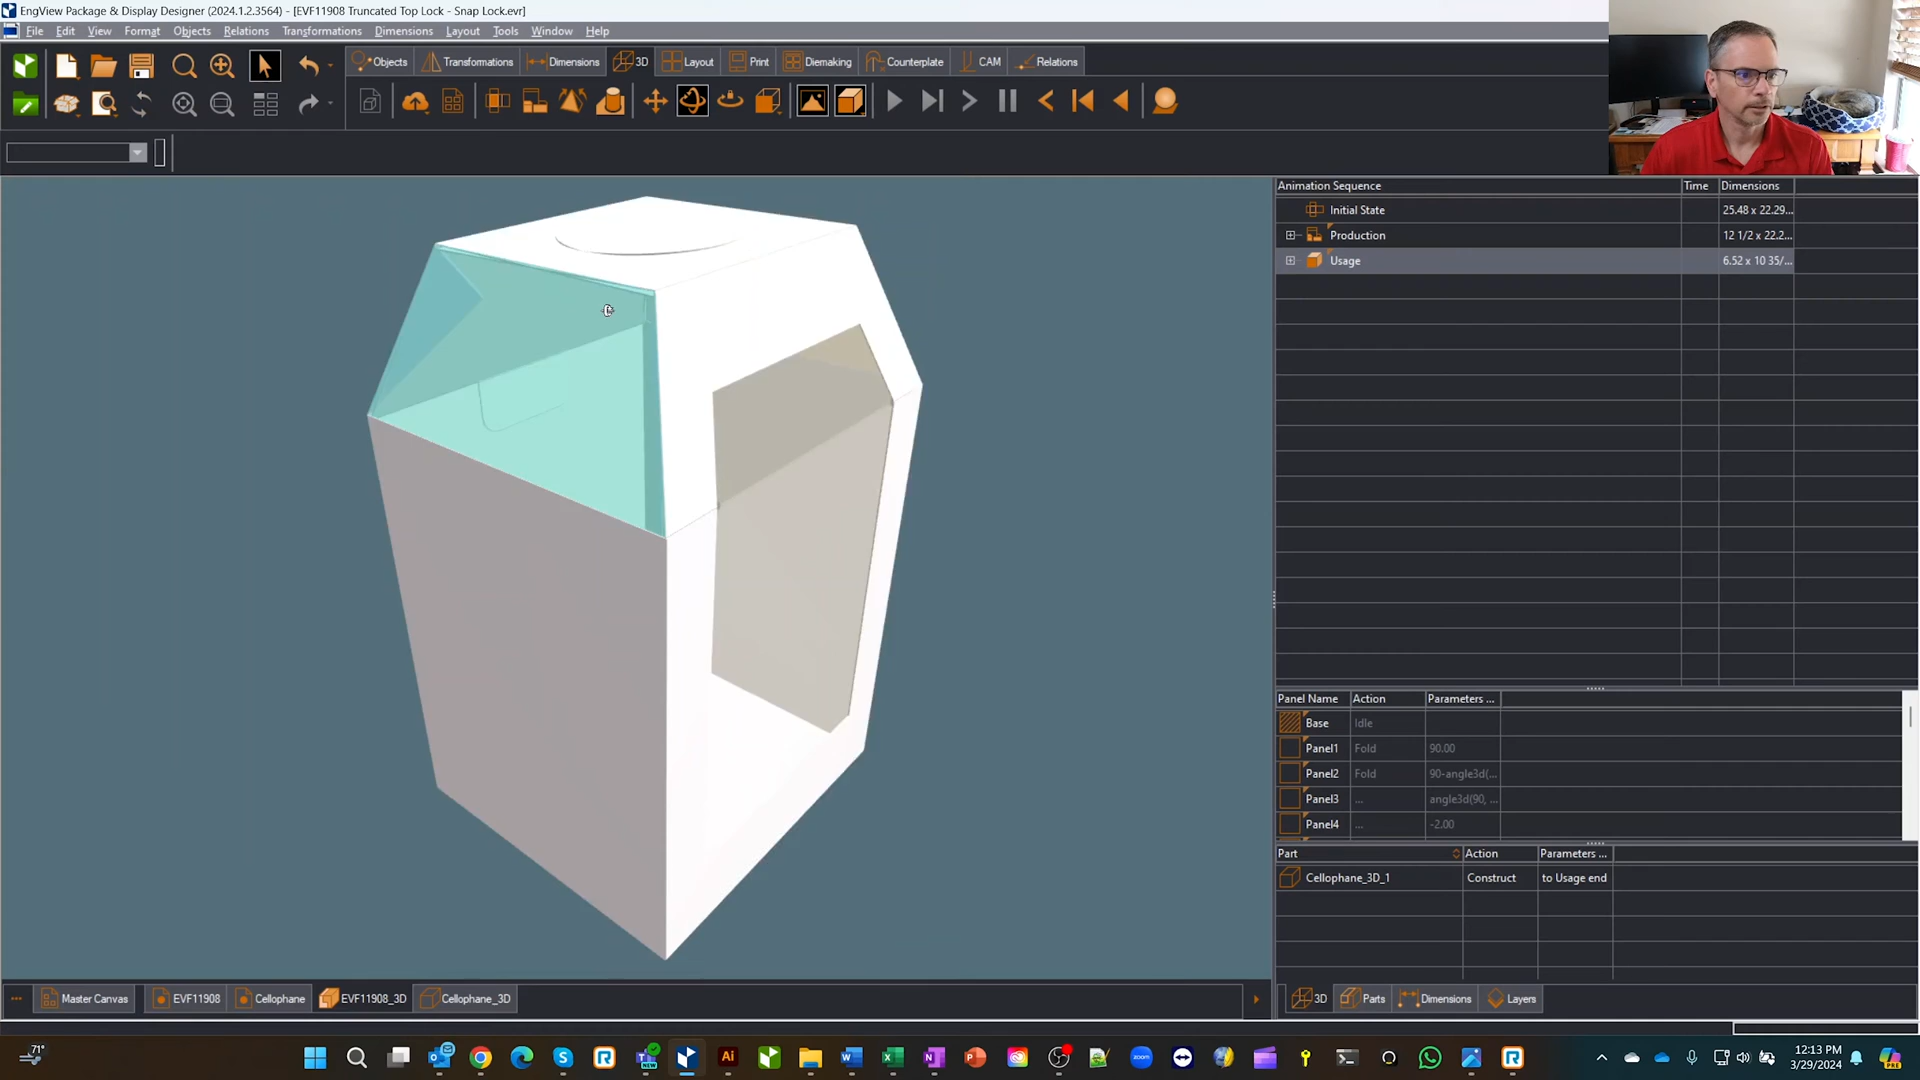 EngView Package & Display Designer (2024.1.2.3564) - [EVF11908 Truncated Top Lock - Snap Lock.evr]
File Edit View Format Objects Relations Transformations Dimensions Layout Tools Window Help
Objects Transformations Dimensions 3D Layout Print Diemaking Counterplate CAM Relations
Animation Sequence Time Dimensions
Initial State 25.48 x 22.29...
Production 12 1/2 x 22.2...
Usage 6.52 x 10 35/...
Panel Name Action Parameters ...
Base Idle
Panel1 Fold 90.00
Panel2 Fold 90-angle3d(...
Panel3 ... angle3d(90, ...
Panel4 ... -2.00
Part Action Parameters ...
Cellophane_3D_1 Construct to Usage end
... Master Canvas EVF11908 Cellophane EVF11908_3D Cellophane_3D
3D Parts Dimensions Layers
71°
12:13 PM
3/29/2024